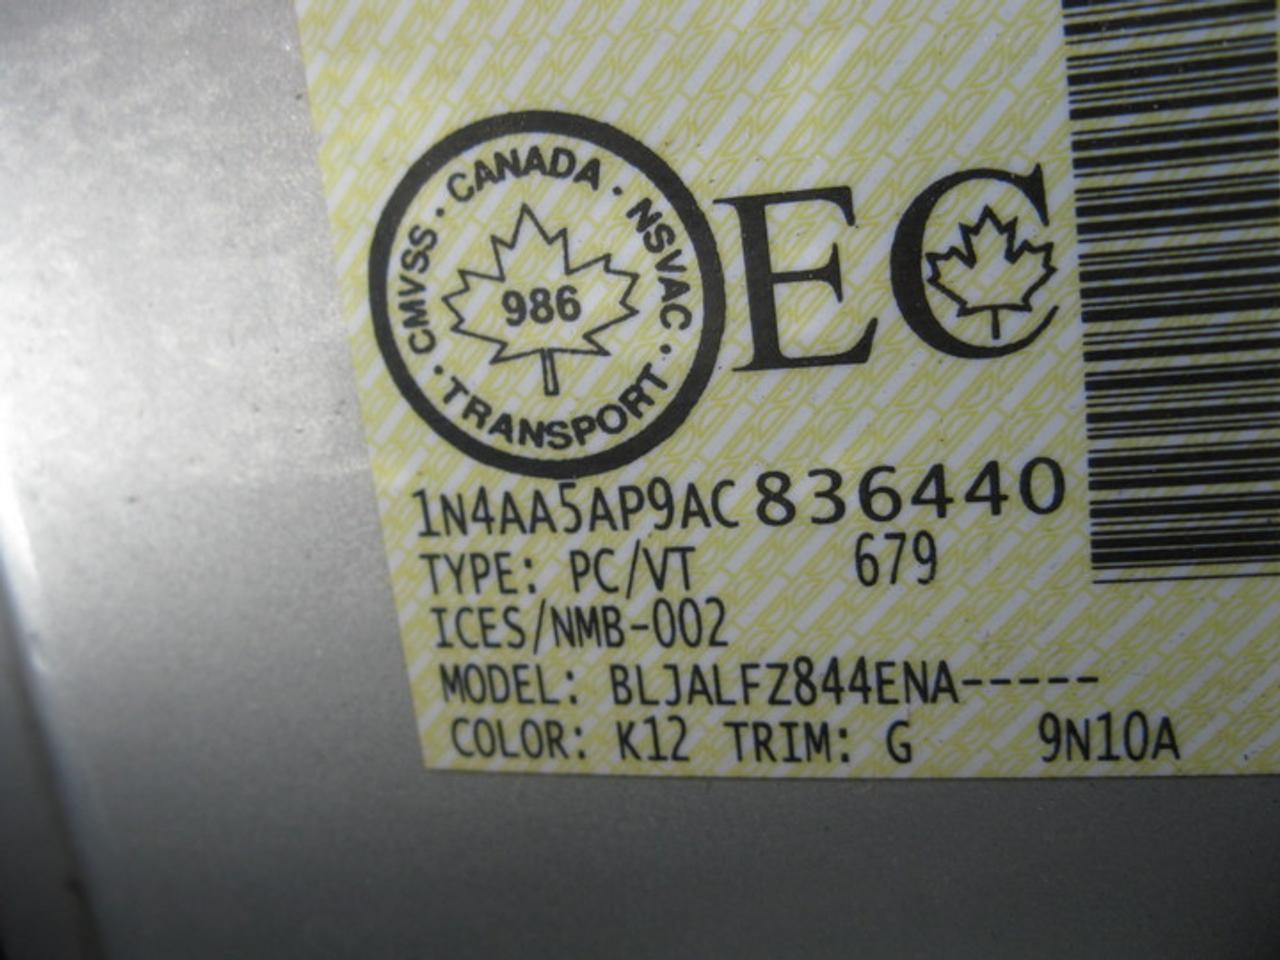 CANADA · NSVAC · TRANSPORT · CMVSS ·
986
EC
1N4AA5AP9AC836440
TYPE: PC/VT 679
ICES/NMB-002
MODEL: BLJALFZ844ENA-----
COLOR: K12 TRIM: G 9N10A